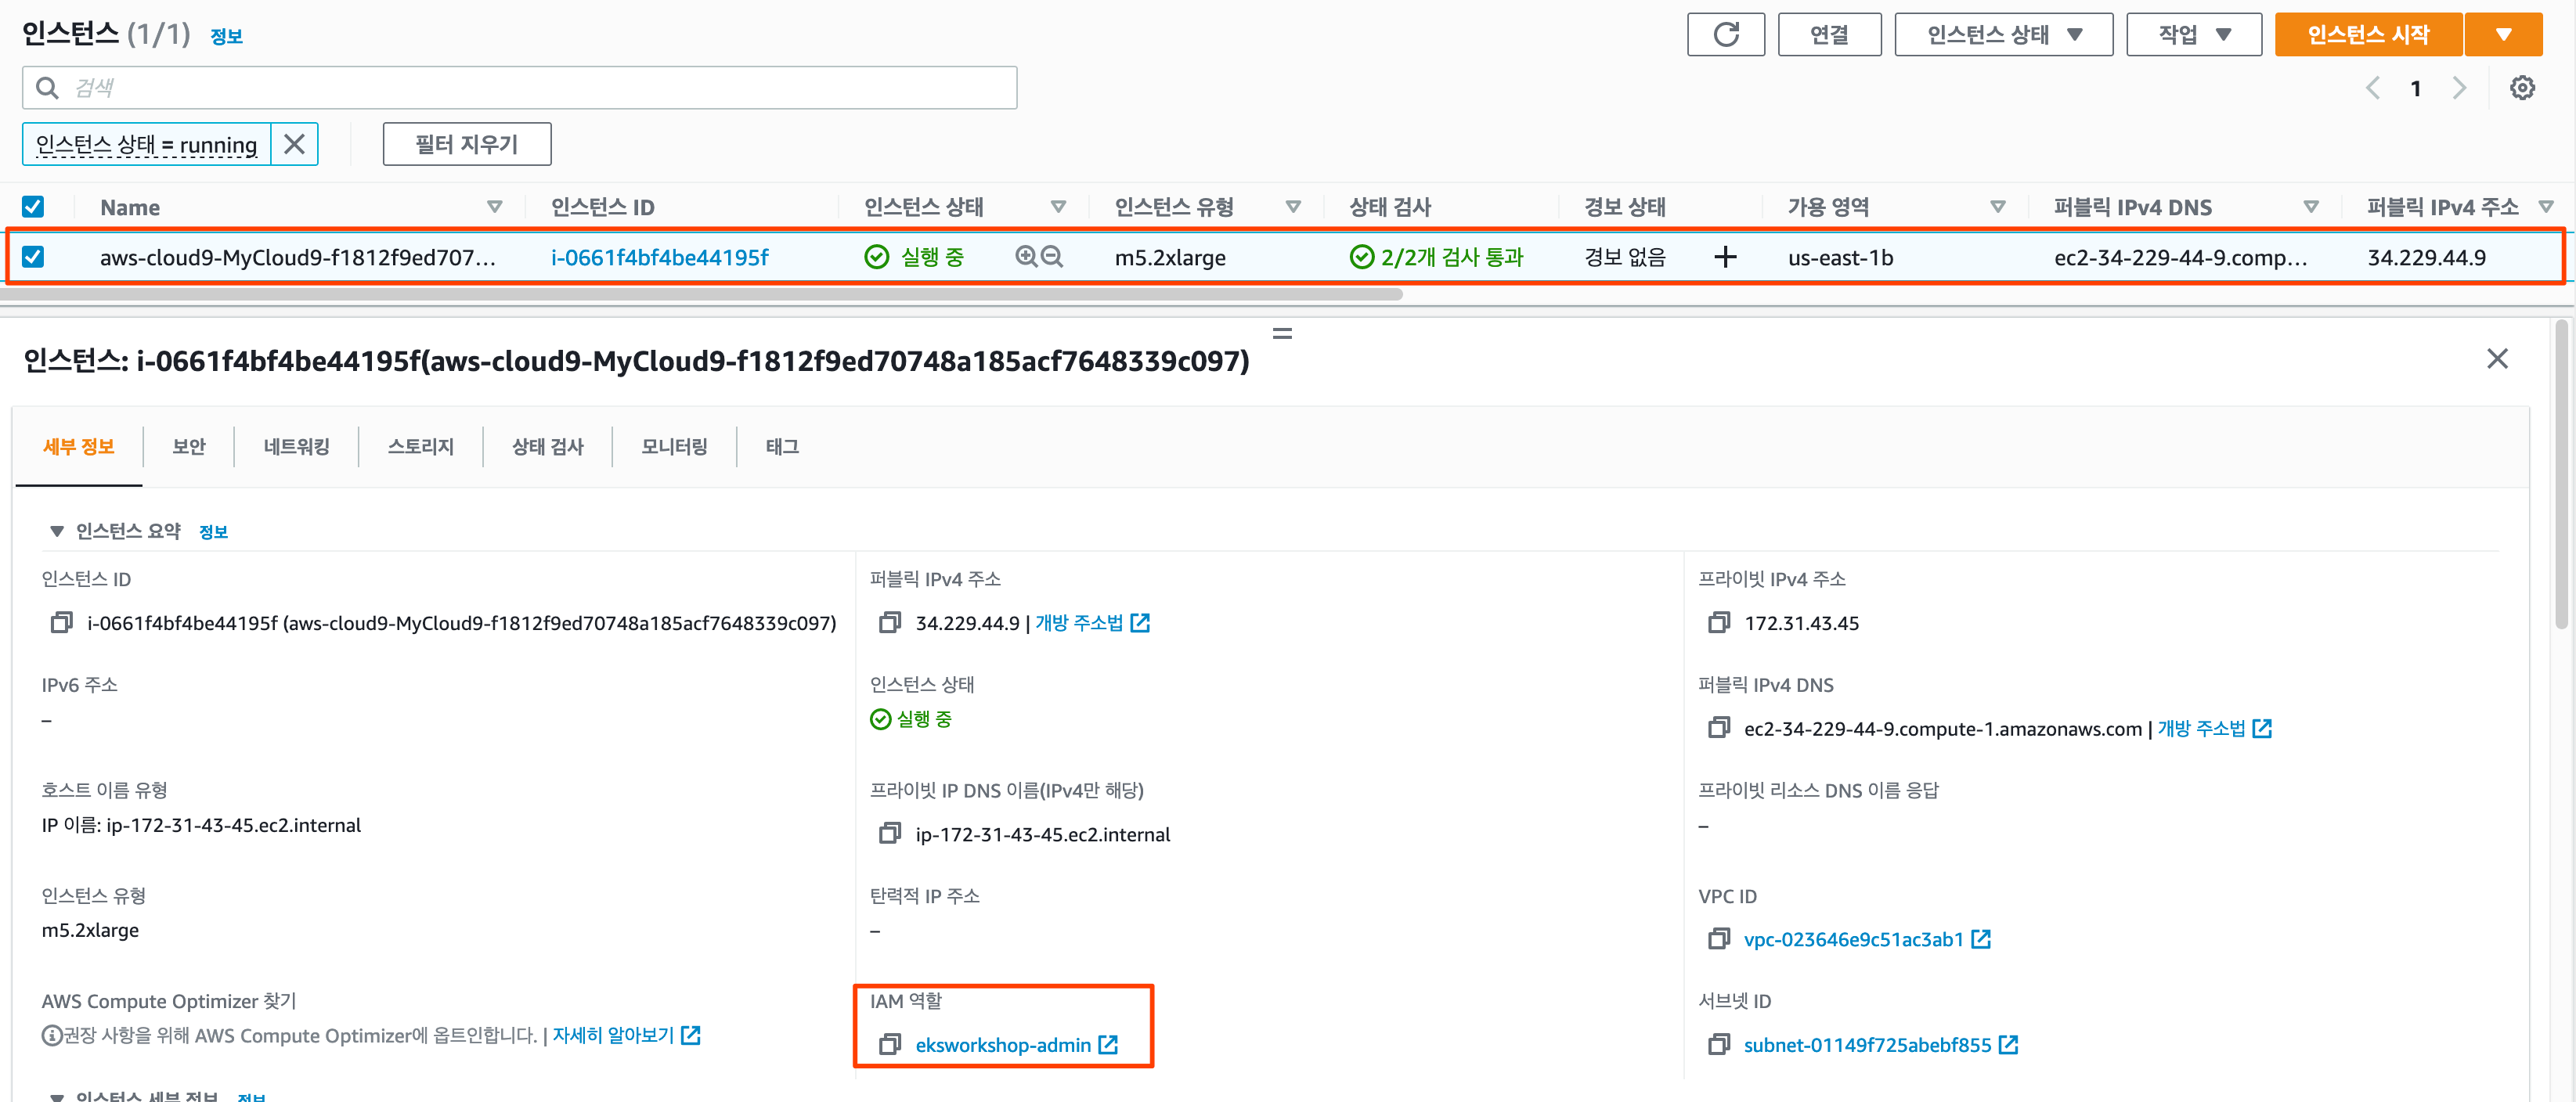 인스턴스 (1/1) 정보 연결 인스턴스 상태 작업 인스턴스 시작
검색 1
인스턴스 상태 = running 필터 지우기
Name 인스턴스 ID 인스턴스 상태 인스턴스 유형 상태 검사 경보 상태 가용 영역 퍼블릭 IPv4 DNS 퍼블릭 IPv4 주소
aws-cloud9-MyCloud9-f1812f9ed707... i-0661f4bf4be44195f 실행 중 m5.2xlarge 2/2개 검사 통과 경보 없음 + us-east-1b ec2-34-229-44-9.comp... 34.229.44.9
인스턴스: i-0661f4bf4be44195f(aws-cloud9-MyCloud9-f1812f9ed70748a185acf7648339c097)
세부 정보 보안 네트워킹 스토리지 상태 검사 모니터링 태그
인스턴스 요약 정보
인스턴스 ID 퍼블릭 IPv4 주소 프라이빗 IPv4 주소
i-0661f4bf4be44195f (aws-cloud9-MyCloud9-f1812f9ed70748a185acf7648339c097) 34.229.44.9 | 개방 주소법 172.31.43.45
IPv6 주소 인스턴스 상태 퍼블릭 IPv4 DNS
– 실행 중 ec2-34-229-44-9.compute-1.amazonaws.com | 개방 주소법
호스트 이름 유형 프라이빗 IP DNS 이름(IPv4만 해당) 프라이빗 리소스 DNS 이름 응답
IP 이름: ip-172-31-43-45.ec2.internal ip-172-31-43-45.ec2.internal –
인스턴스 유형 탄력적 IP 주소 VPC ID
m5.2xlarge – vpc-023646e9c51ac3ab1
AWS Compute Optimizer 찾기 IAM 역할 서브넷 ID
권장 사항을 위해 AWS Compute Optimizer에 옵트인합니다. | 자세히 알아보기 eksworkshop-admin subnet-01149f725abebf855
인스턴스 세부 정보 정보